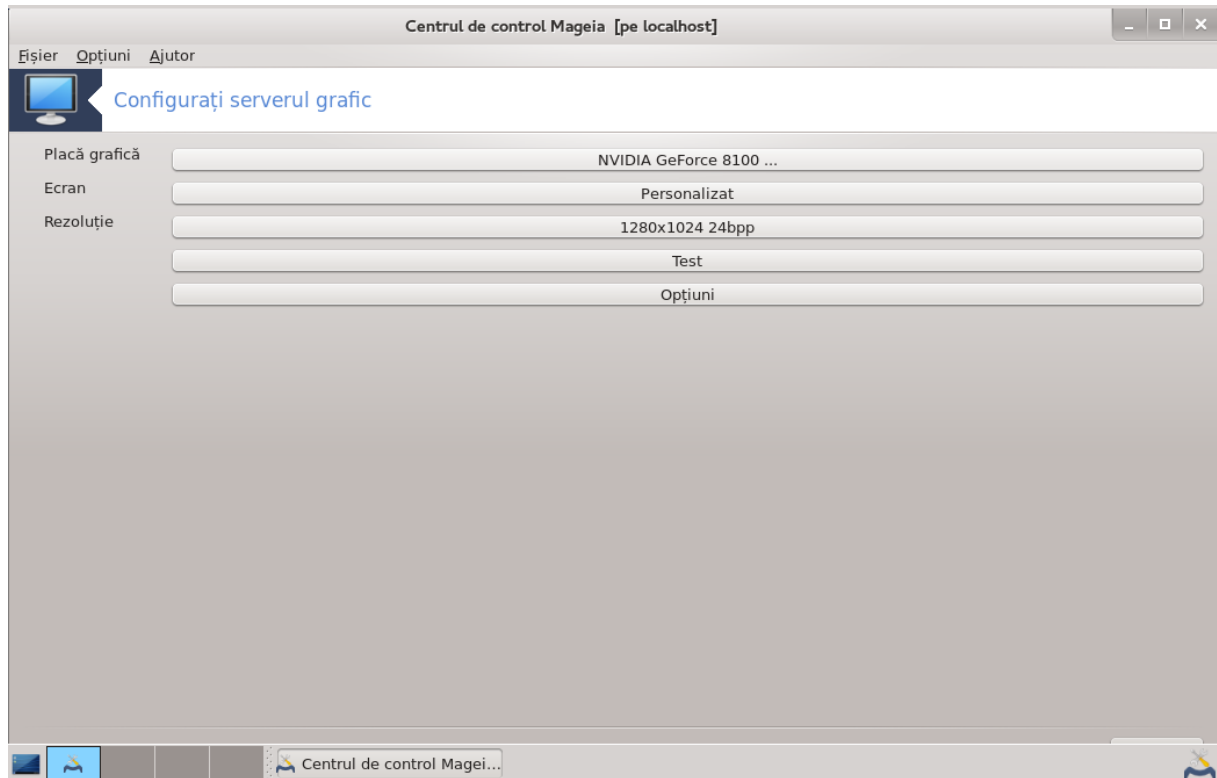 Centrul de control Mageia [pe localhost]
Fișier Opțiuni Ajutor
Configurați serverul grafic
Placă grafică
NVIDIA GeForce 8100 ...
Ecran
Personalizat
Rezoluție
1280x1024 24bpp
Test
Opțiuni
Centrul de control Magei...